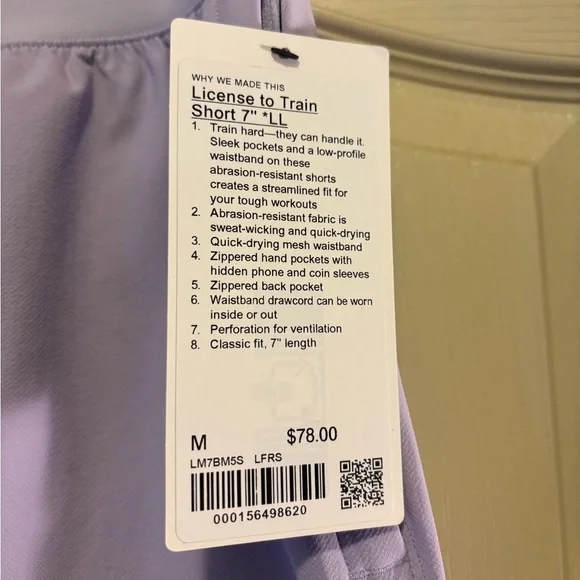 WHY WE MADE THIS
License to Train
Short 7" *LL
1. Train hard—they can handle it.
Sleek pockets and a low-profile
waistband on these
abrasion-resistant shorts
creates a streamlined fit for
your tough workouts
2. Abrasion-resistant fabric is
sweat-wicking and quick-drying
3. Quick-drying mesh waistband
4. Zippered hand pockets with
hidden phone and coin sleeves
5. Zippered back pocket
6. Waistband drawcord can be worn
inside or out
7. Perforation for ventilation
8. Classic fit, 7" length
M $78.00
LM7BM5S LFRS
000156498620